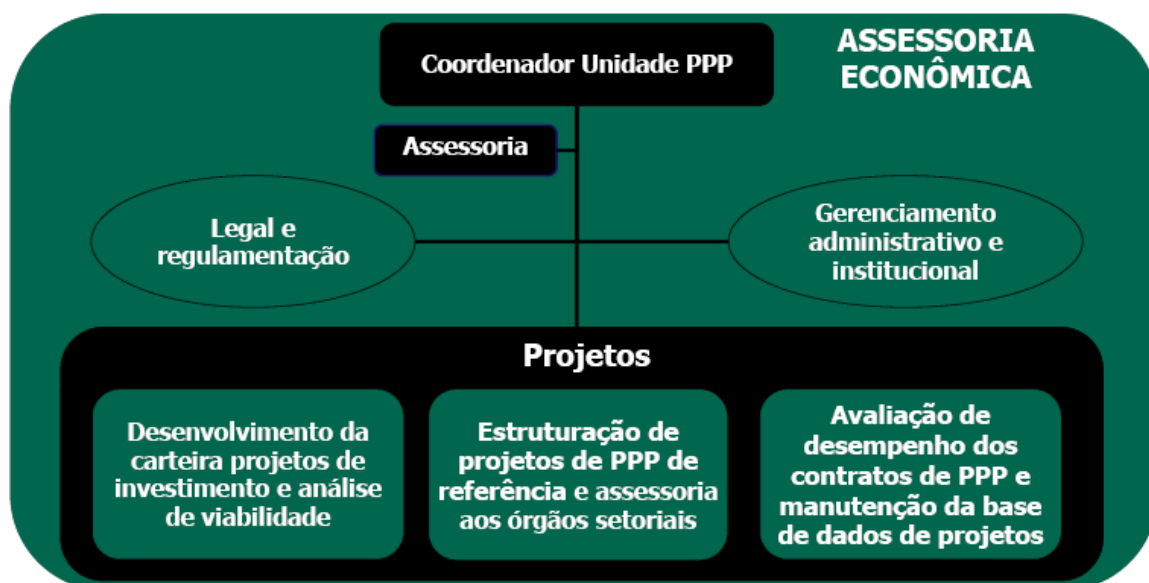 ASSESSORIA
ECONÔMICA
Coordenador Unidade PPP
Assessoria
Legal e
regulamentação
Gerenciamento
administrativo e
institucional
Projetos
Desenvolvimento da
carteira projetos de
investimento e análise
de viabilidade
Estruturação de
projetos de PPP de
referência e assessoria
aos órgãos setoriais
Avaliação de
desempenho dos
contratos de PPP e
manutenção da base
de dados de projetos